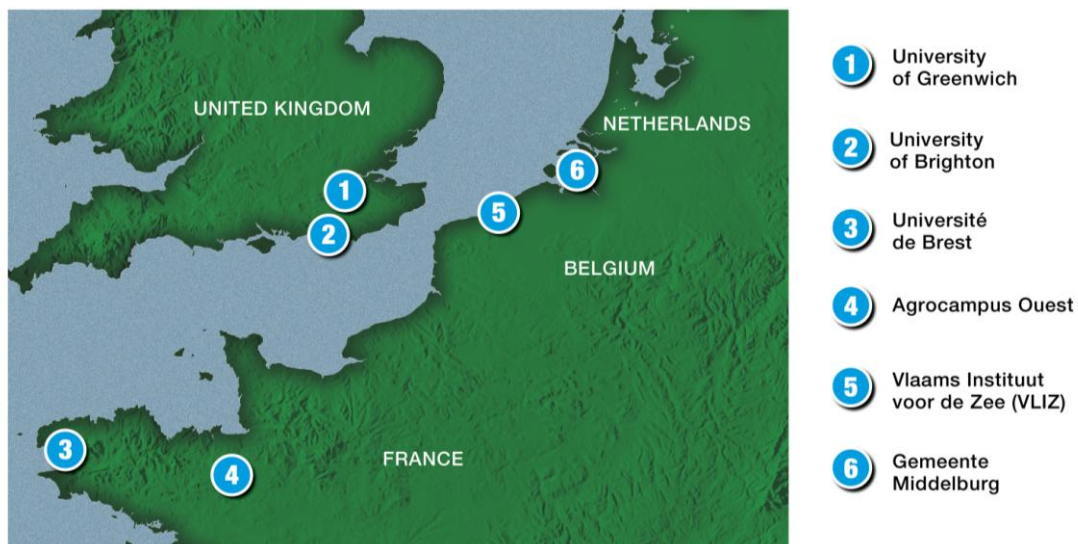 UNITED KINGDOM
NETHERLANDS
BELGIUM
FRANCE
1
2
3
4
5
6
1 University
of Greenwich
2 University
of Brighton
3 Université
de Brest
4 Agrocampus Ouest
5 Vlaams Instituut
voor de Zee (VLIZ)
6 Gemeente
Middelburg